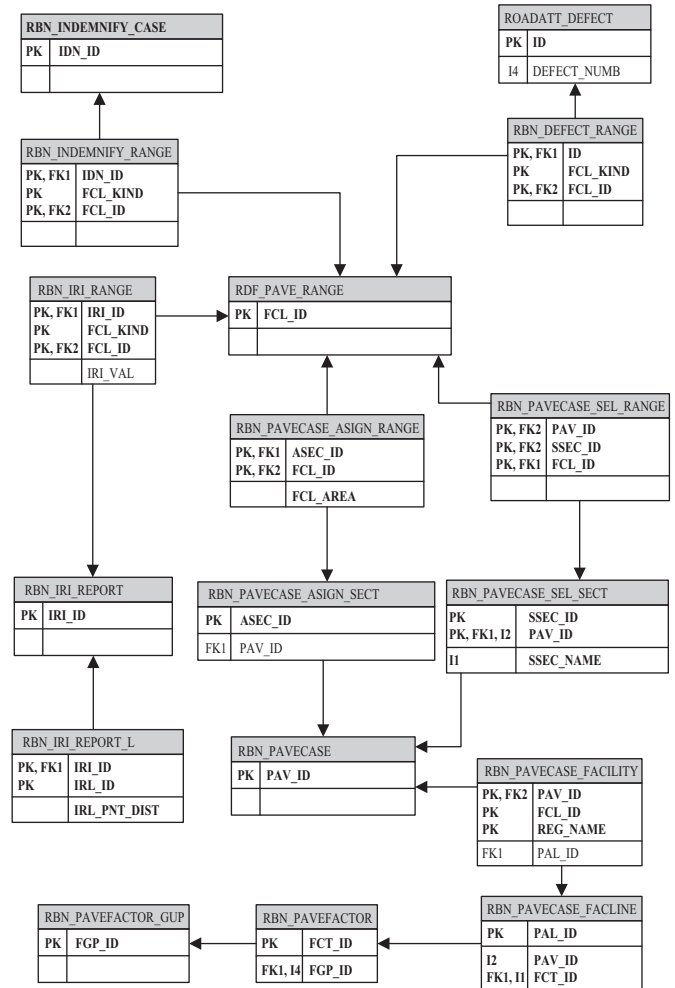 RBN_INDEMNIFY_CASE
PK IDN_ID
ROADATT_DEFECT
PK ID
I4 DEFECT_NUMB
RBN_INDEMNIFY_RANGE
PK, FK1 IDN_ID
PK FCL_KIND
PK, FK2 FCL_ID
RBN_DEFECT_RANGE
PK, FK1 ID
PK FCL_KIND
PK, FK2 FCL_ID
RBN_IRI_RANGE
PK, FK1 IRI_ID
PK FCL_KIND
PK, FK2 FCL_ID
IRI_VAL
RDF_PAVE_RANGE
PK FCL_ID
RBN_PAVECASE_ASIGN_RANGE
PK, FK1 ASEC_ID
PK, FK2 FCL_ID
FCL_AREA
RBN_PAVECASE_SEL_RANGE
PK, FK2 PAV_ID
PK, FK2 SSEC_ID
PK, FK1 FCL_ID
RBN_IRI_REPORT
PK IRI_ID
RBN_PAVECASE_ASIGN_SECT
PK ASEC_ID
FK1 PAV_ID
RBN_PAVECASE_SEL_SECT
PK SSEC_ID
PK, FK1, I2 PAV_ID
I1 SSEC_NAME
RBN_IRI_REPORT_L
PK, FK1 IRI_ID
PK IRL_ID
IRL_PNT_DIST
RBN_PAVECASE
PK PAV_ID
RBN_PAVECASE_FACILITY
PK, FK2 PAV_ID
PK FCL_ID
PK REG_NAME
FK1 PAL_ID
RBN_PAVEFACTOR_GUP
PK FGP_ID
RBN_PAVEFACTOR
PK FCT_ID
FK1, I4 FGP_ID
RBN_PAVECASE_FACLINE
PK PAL_ID
I2 PAV_ID
FK1, I1 FCT_ID